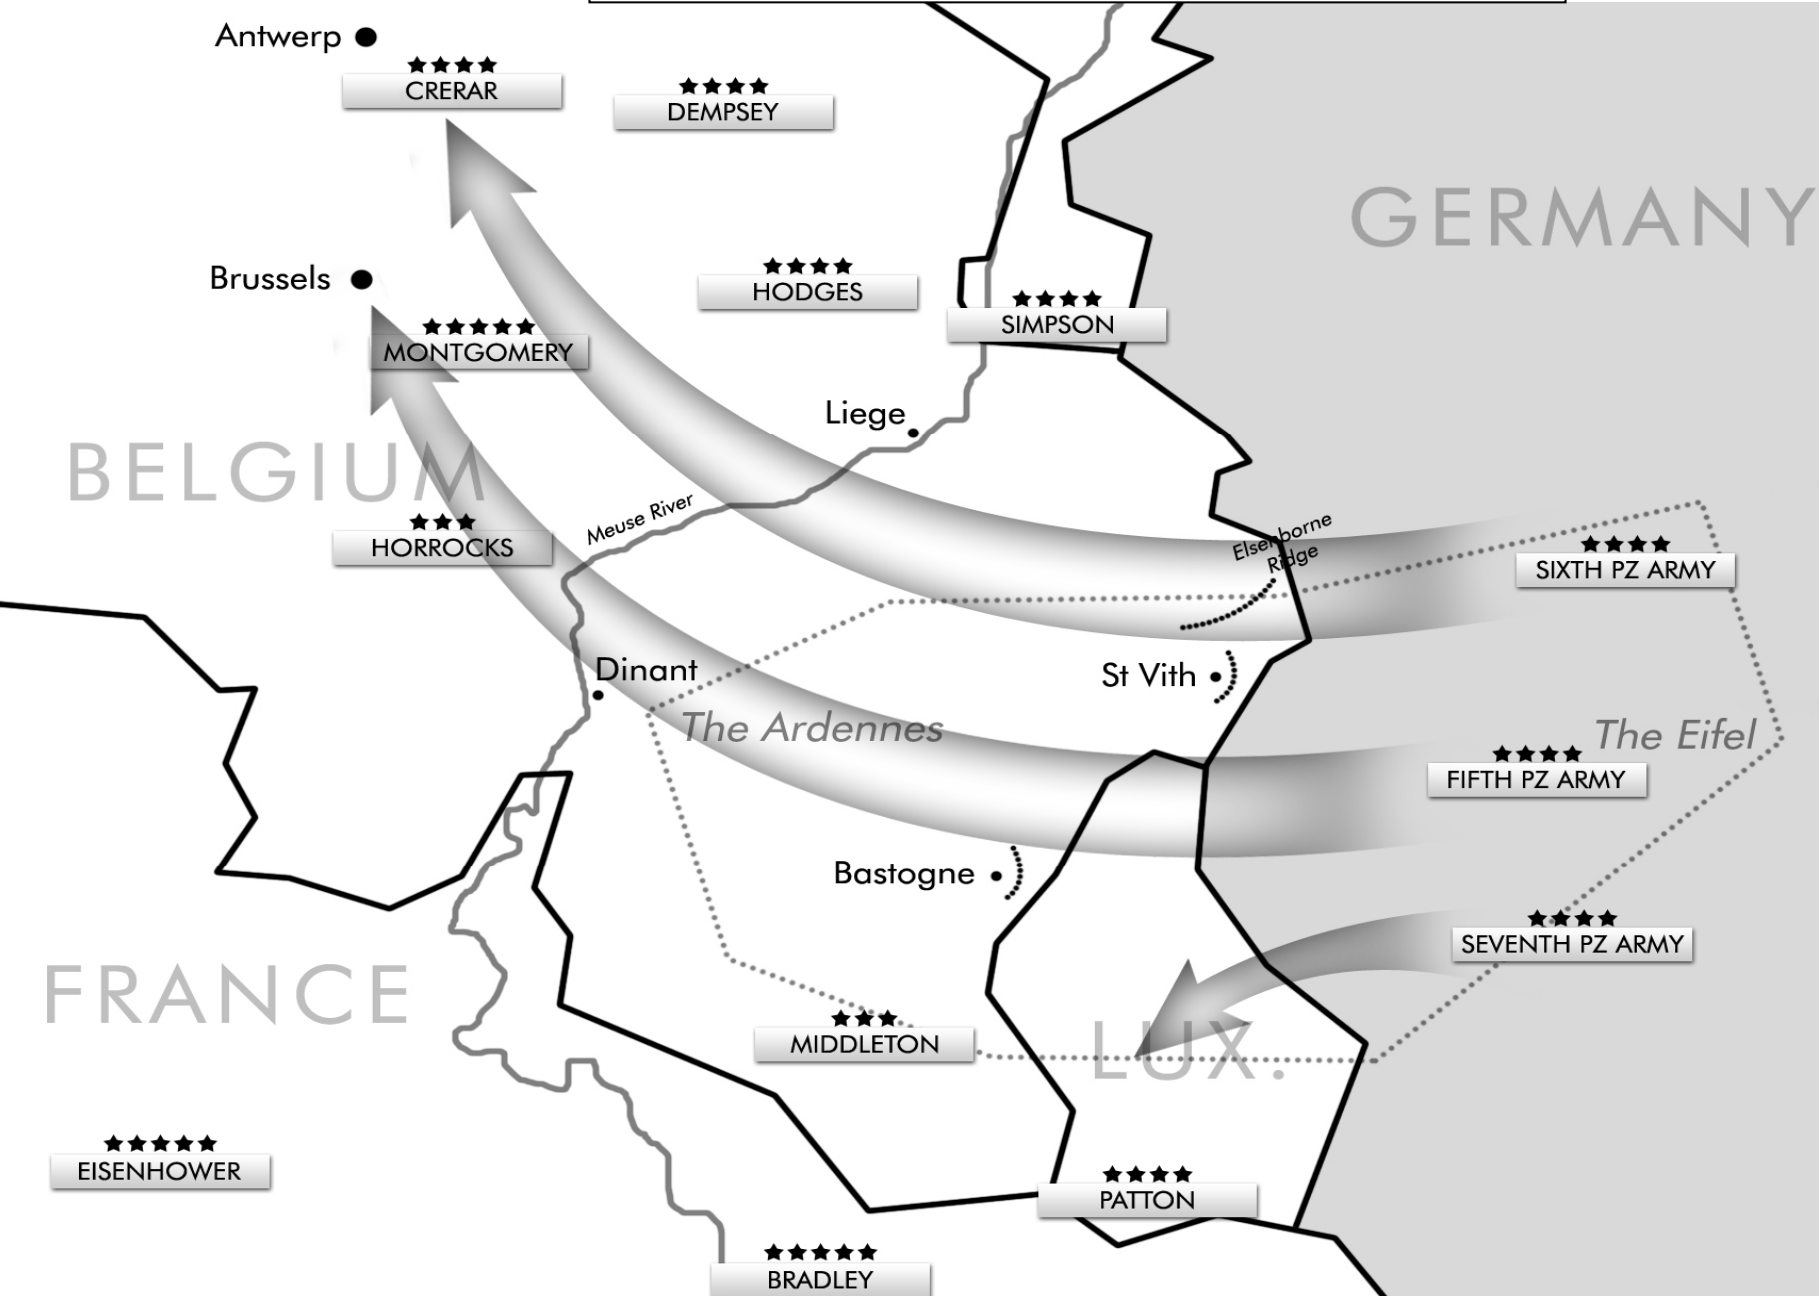 Antwerp
CRERAR
DEMPSEY
GERMANY
Brussels
HODGES
SIMPSON
MONTGOMERY
Liege
BELGIUM
Meuse River
HORROCKS
Elsenborne
Ridge
SIXTH PZ ARMY
Dinant
St Vith
The Ardennes
The Eifel
FIFTH PZ ARMY
Bastogne
SEVENTH PZ ARMY
FRANCE
MIDDLETON
LUX.
EISENHOWER
PATTON
BRADLEY